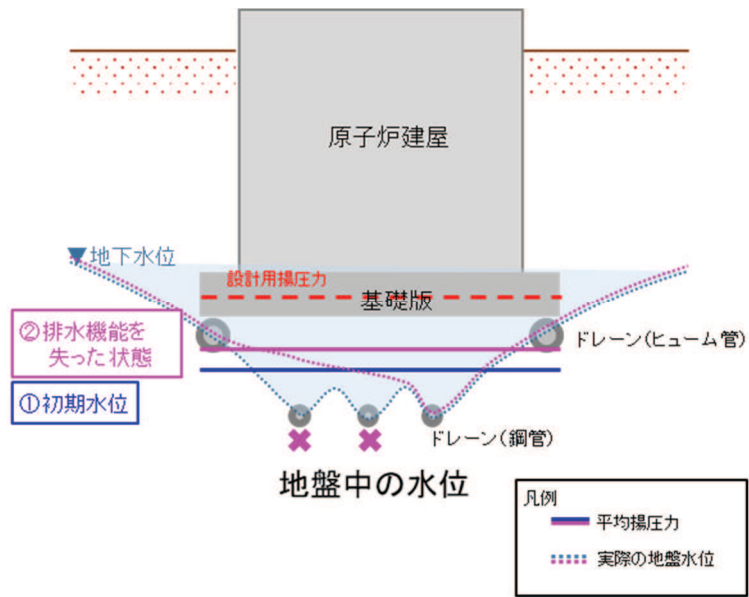 原子炉建屋
▼地下水位
設計用揚圧力
基礎版
②排水機能を
失った状態
ドレーン(ヒューム管)
①初期水位
ドレーン(鋼管)
地盤中の水位
凡例
平均揚圧力
実際の地盤水位